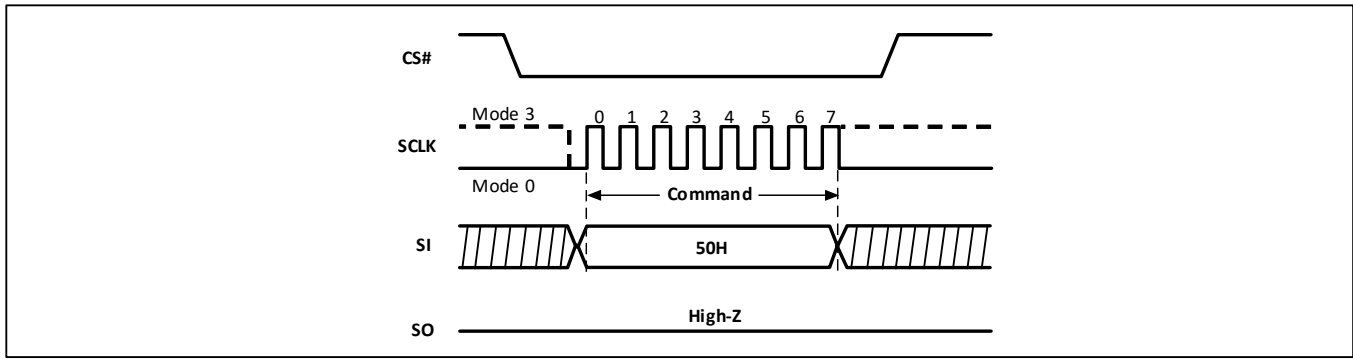 CS#
Mode 3
0 1 2 3 4 5 6 7
SCLK
Mode 0
Command
SI
50H
High-Z
SO